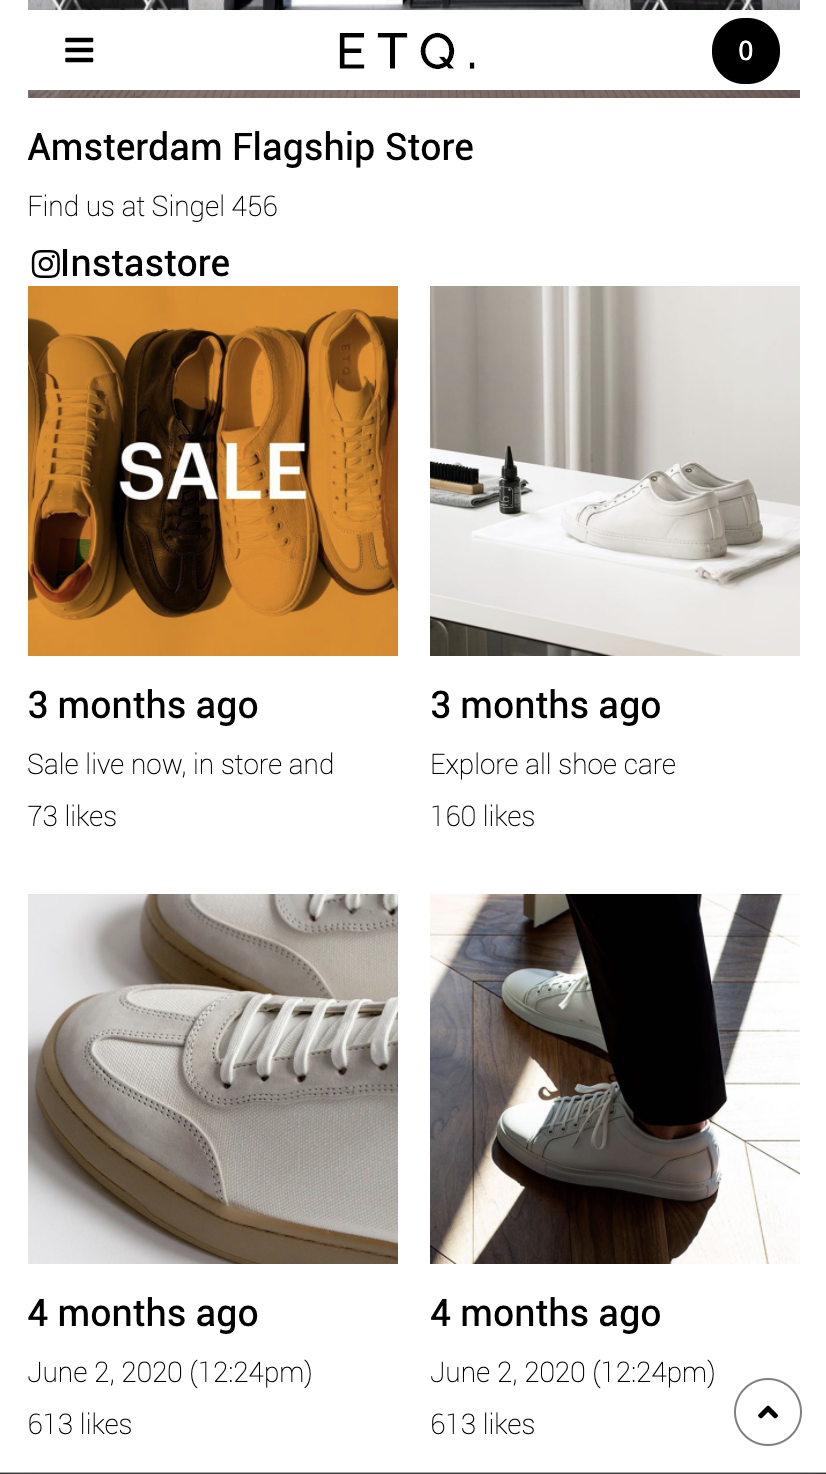 ETQ.
0
Amsterdam Flagship Store
Find us at Singel 456
Instastore
SALE
3 months ago
Sale live now, in store and
73 likes
3 months ago
Explore all shoe care
160 likes
4 months ago
June 2, 2020 (12:24pm)
613 likes
4 months ago
June 2, 2020 (12:24pm)
613 likes